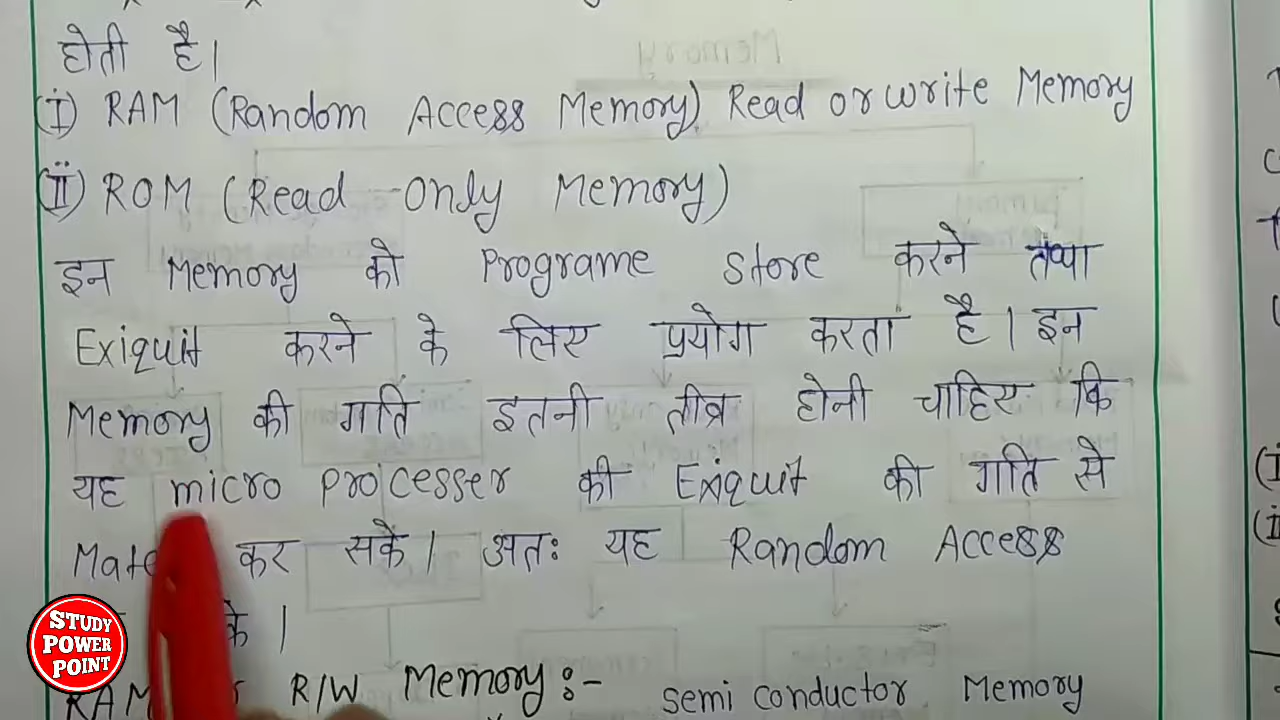 होती है।
(i) RAM (Random Access Memory) Read or write Memory
(ii) ROM (Read Only Memory)
इन Memory को Programe Store करने तथा
Exiquit करने के लिए प्रयोग करता है। इन
Memory की गति इतनी तीव्र होनी चाहिए कि
यह micro Processer की Exiquit की गति से
कर सकें। अतः यह Random Access
के।
RAM R/W Memory:-  Semi conductor Memory
STUDY
POWER
POINT